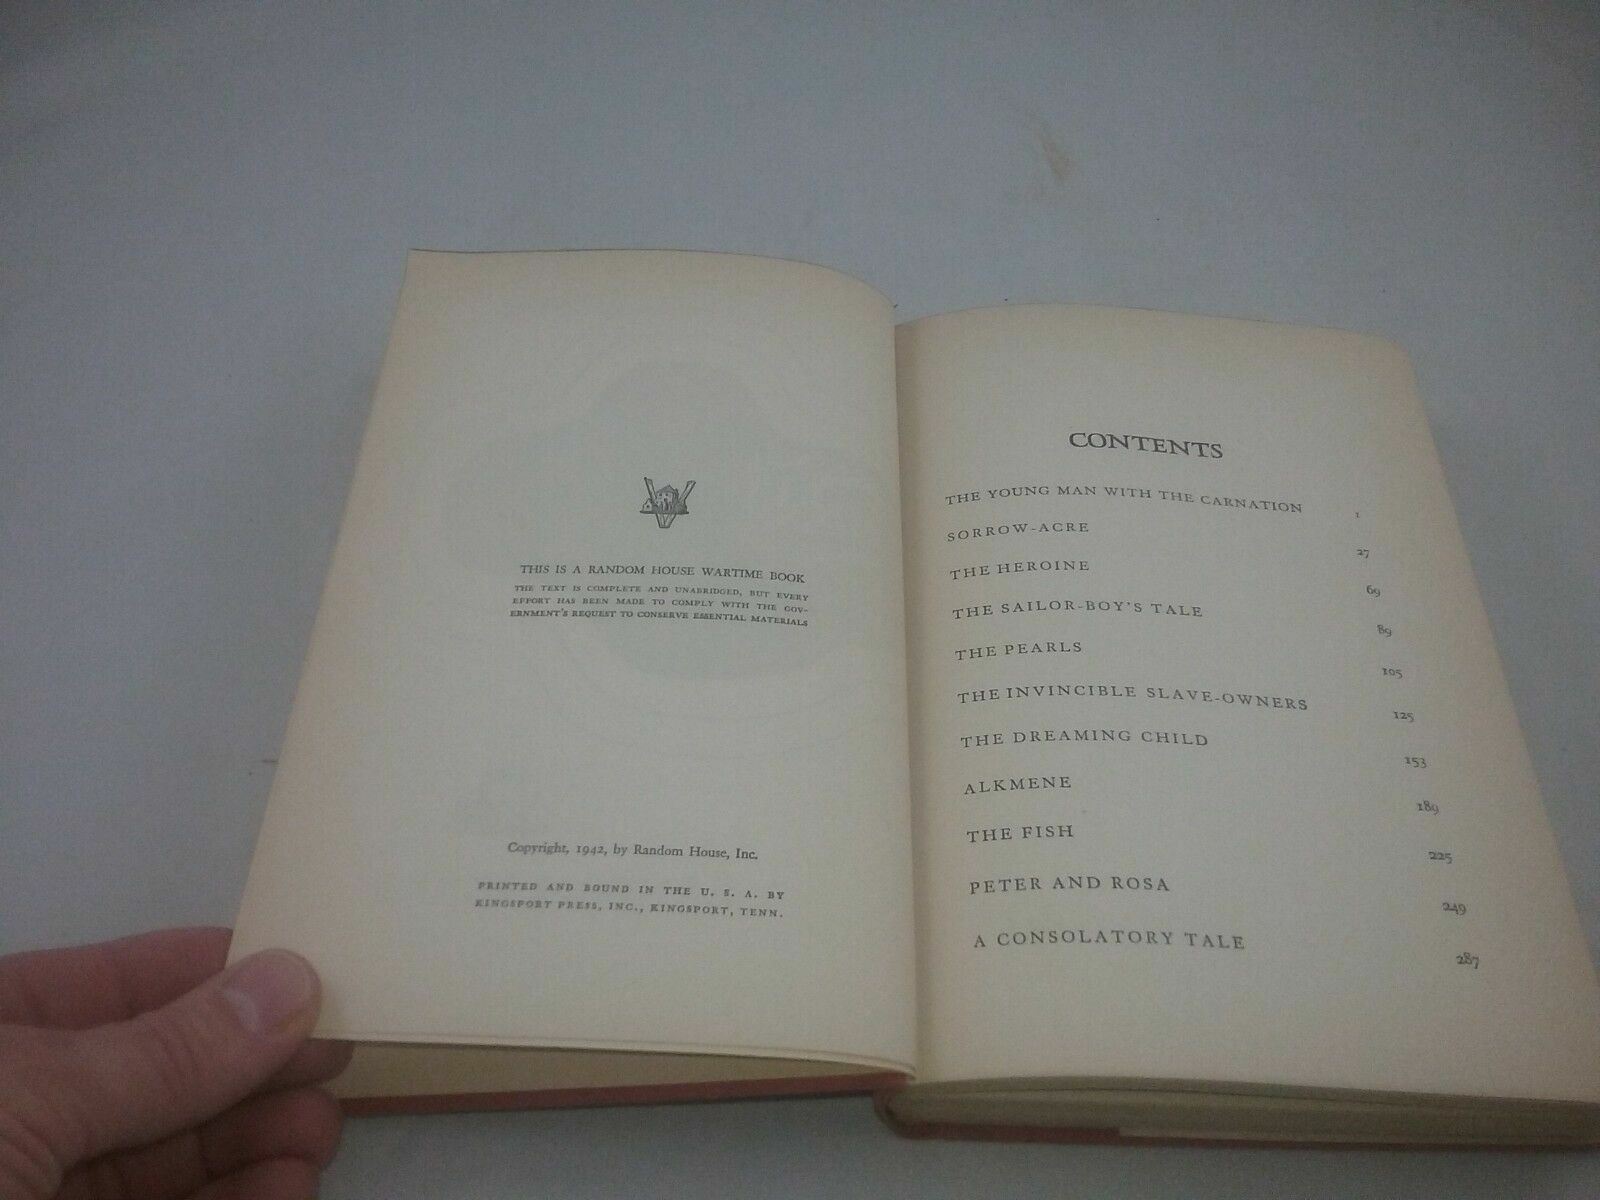 THIS IS A RANDOM HOUSE WARTIME BOOK
THE TEXT IS COMPLETE AND UNABRIDGED, BUT EVERY
EFFORT HAS BEEN MADE TO COMPLY WITH THE GOV-
ERNMENT'S REQUEST TO CONSERVE ESSENTIAL MATERIALS
Copyright, 1942, by Random House, Inc.
PRINTED AND BOUND IN THE U. S. A. BY
KINGSPORT PRESS, INC., KINGSPORT, TENN.
CONTENTS
THE YOUNG MAN WITH THE CARNATION 1
SORROW-ACRE 27
THE HEROINE 69
THE SAILOR-BOY'S TALE 89
THE PEARLS 105
THE INVINCIBLE SLAVE-OWNERS 125
THE DREAMING CHILD 153
ALKMENE 189
THE FISH 225
PETER AND ROSA 249
A CONSOLATORY TALE 287